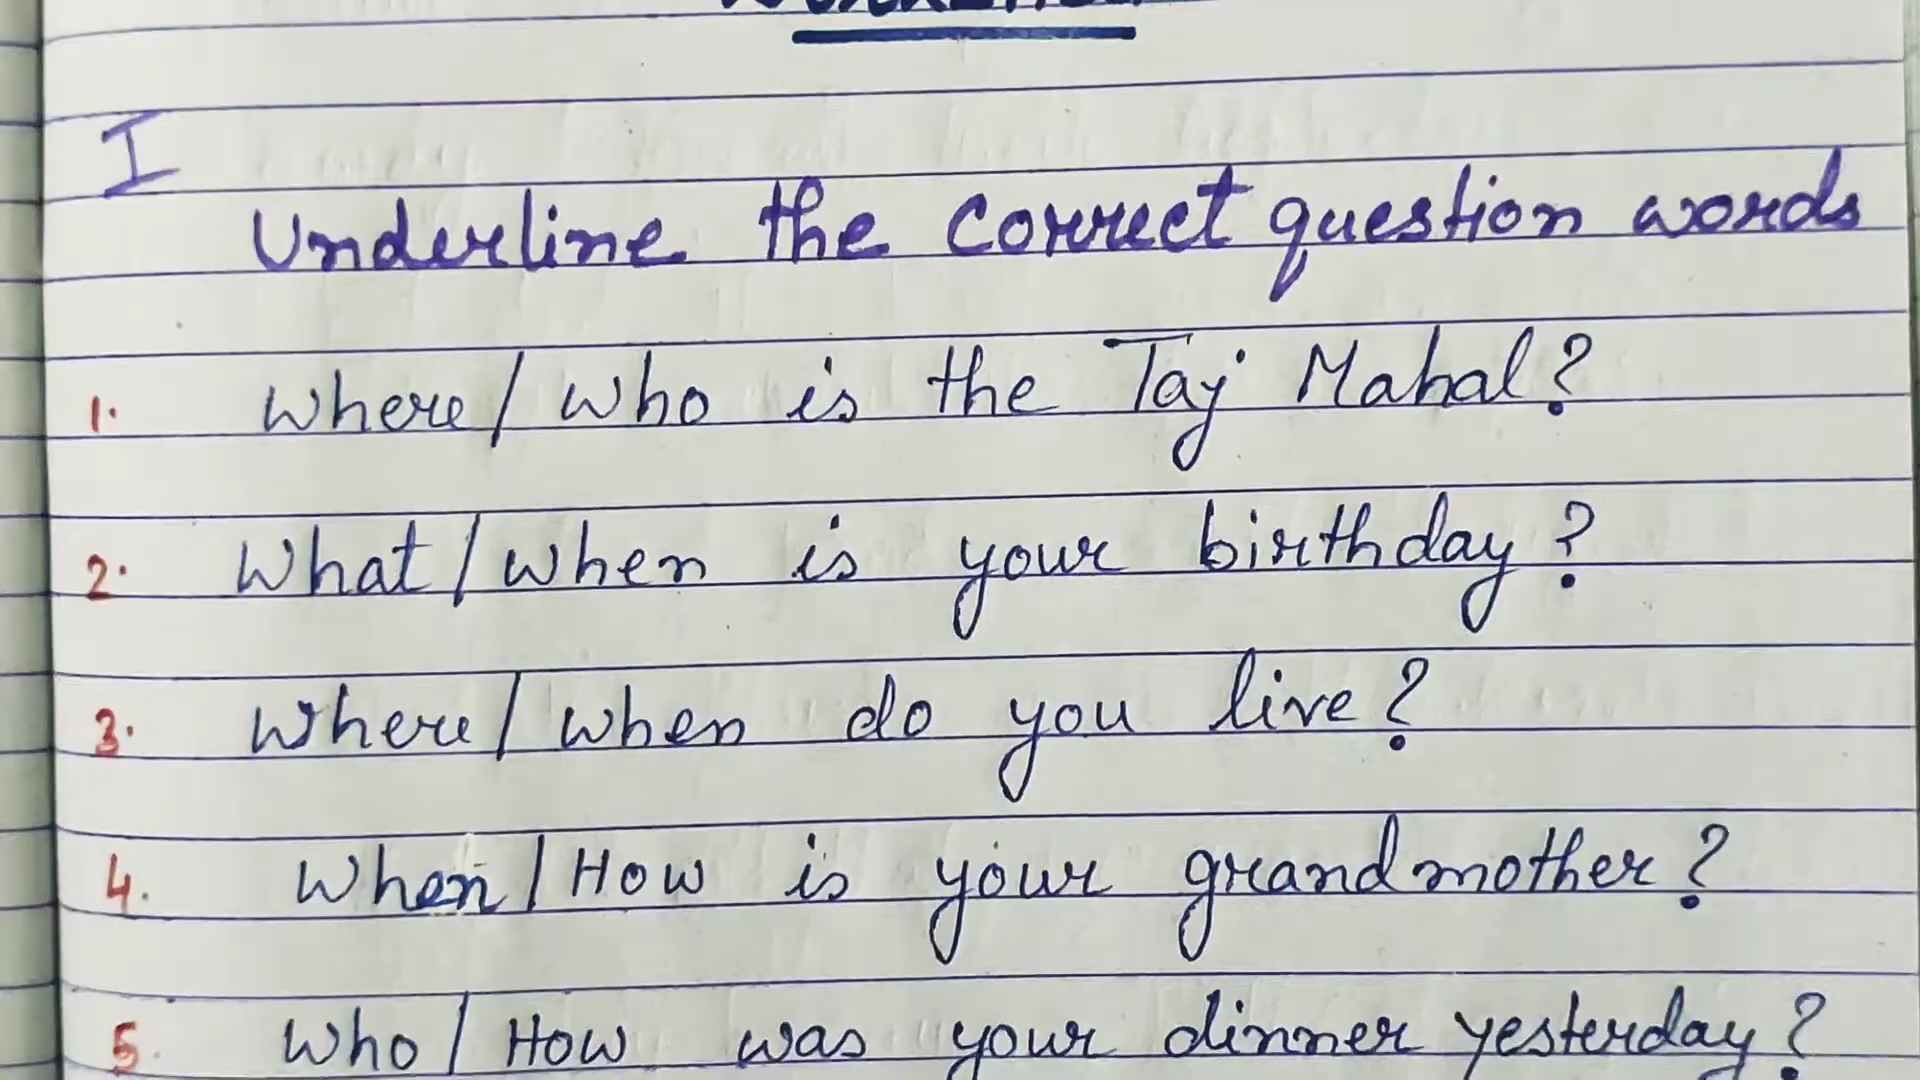 I
Underline the correct question words
1. Where/ Who is the Taj Mahal?
2. What/when is your birthday?
3. Where/ when do you live?
4. When/How is your grandmother?
5. Who/ How was your dinner yesterday?